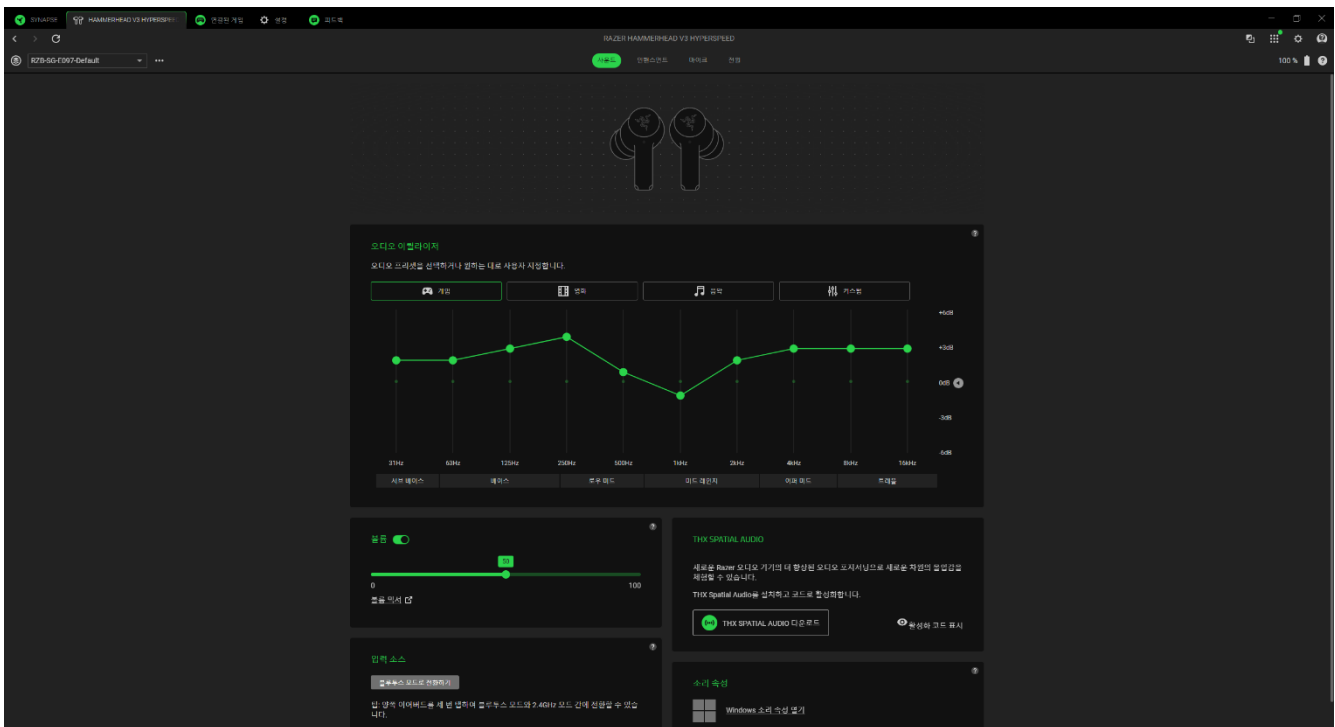 SYNAPSE
HAMMERHEAD V3 HYPERSPEED
연결된 게임
설정
피드백
RAZER HAMMERHEAD V3 HYPERSPEED
RZB-SG-E097-Default
사운드 인핸스먼트 마이크 전원
100 %
오디오 이퀄라이저
오디오 프리셋을 선택하거나 원하는 대로 사용자 지정합니다.
게임 영화 음악 커스텀
+6dB
+3dB
0dB
-3dB
-6dB
31Hz 63Hz 125Hz 250Hz 500Hz 1kHz 2kHz 4kHz 8kHz 16kHz
서브 베이스 베이스 로우 미드 미드 레인지 어퍼 미드 트레블
볼륨
50
0 100
볼륨 믹서
THX SPATIAL AUDIO
새로운 Razer 오디오 기기의 더 향상된 오디오 포지셔닝으로 새로운 차원의 몰입감을
체험할 수 있습니다.
THX Spatial Audio를 설치하고 코드로 활성화합니다.
THX SPATIAL AUDIO 다운로드
활성화 코드 표시
입력 소스
블루투스 모드로 전환하기
팁: 양쪽 이어버드를 세 번 탭하여 블루투스 모드와 2.4GHz 모드 간에 전환할 수 있습
니다.
소리 속성
Windows 소리 속성 열기